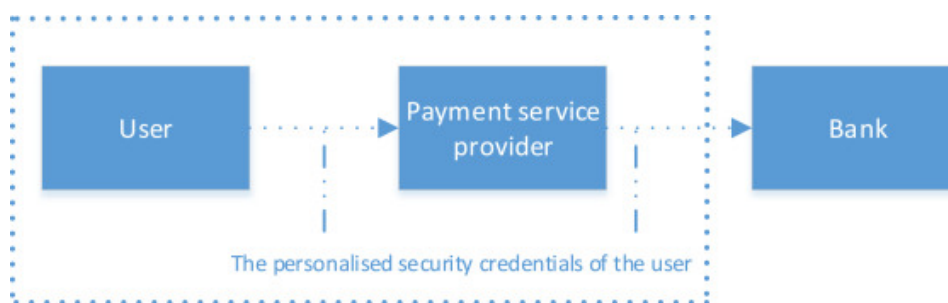 User
Payment service
provider
Bank
The personalised security credentials of the user